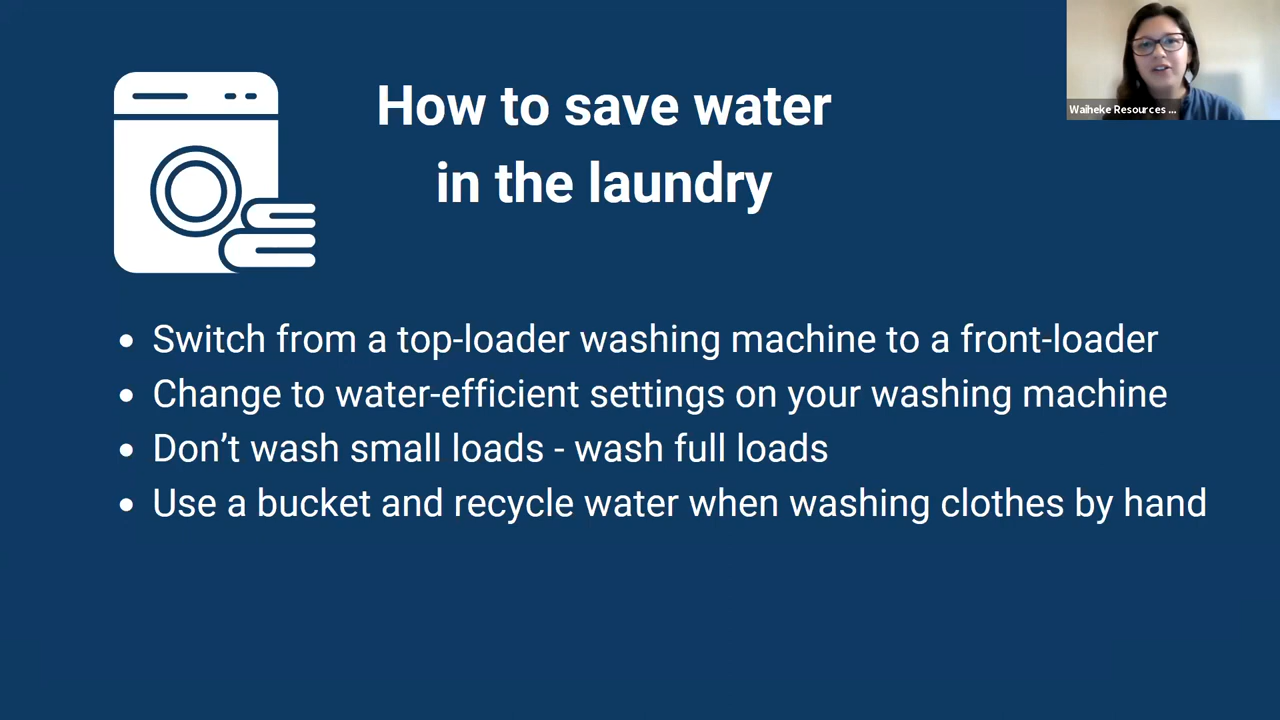 How to save water
in the laundry
Waiheke Resources ...
• Switch from a top-loader washing machine to a front-loader
• Change to water-efficient settings on your washing machine
• Don’t wash small loads - wash full loads
• Use a bucket and recycle water when washing clothes by hand